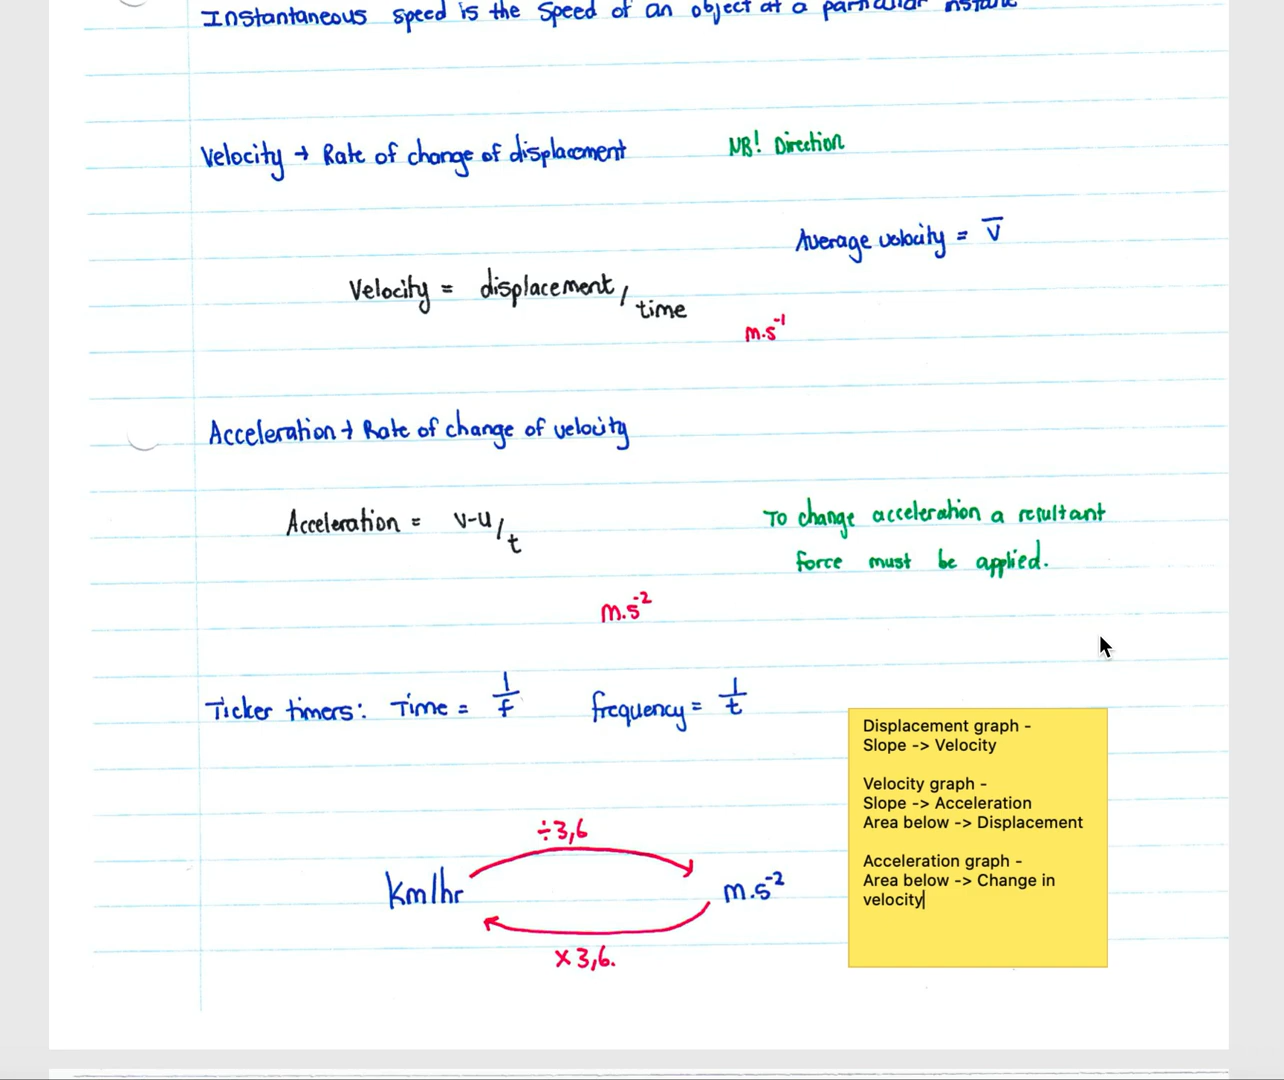 Instantaneous speed is the speed of an object at a particular instant
Velocity → Rate of change of displacement
NB! Direction
Average velocity = v̅
Velocity = displacement/time
m.s⁻¹
Acceleration → Rate of change of velocity
Acceleration = v-u/t
To change acceleration a resultant
force must be applied.
m.s⁻²
Ticker timers: Time = 1/f frequency = 1/t
Displacement graph -
Slope -> Velocity
Velocity graph -
Slope -> Acceleration
Area below -> Displacement
Acceleration graph -
Area below -> Change in
velocity
÷3,6
km/hr
m.s⁻²
x 3,6.